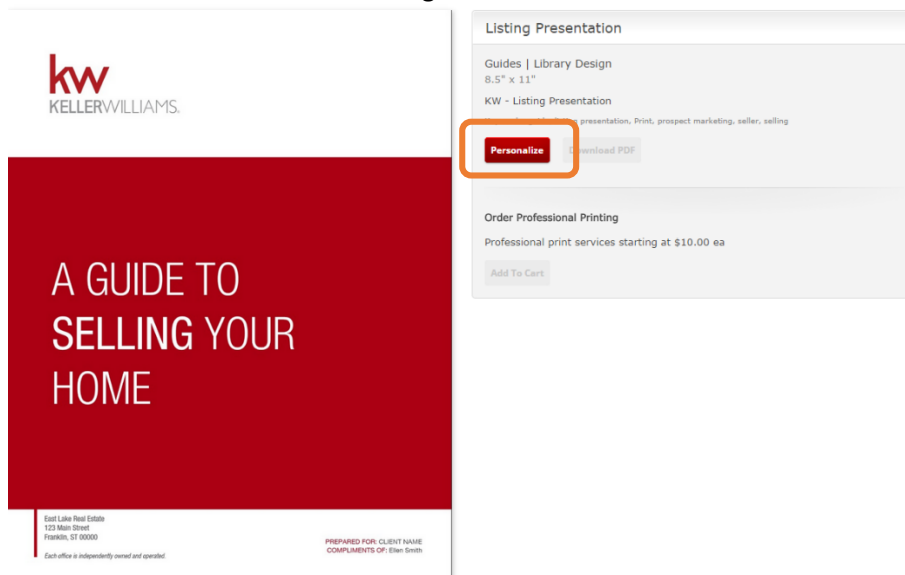 kw
KELLERWILLIAMS.
A GUIDE TO
SELLING YOUR
HOME
East Lake Real Estate
123 Main Street
Franklin, ST 00000
Each office is independently owned and operated.
PREPARED FOR: CLIENT NAME
COMPLIMENTS OF: Ellen Smith
Listing Presentation
Guides | Library Design
8.5" x 11"
KW - Listing Presentation
presentation, Print, prospect marketing, seller, selling
Personalize
Download PDF
Order Professional Printing
Professional print services starting at $10.00 ea
Add To Cart